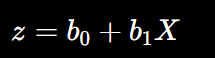 z = b₀ + b₁X